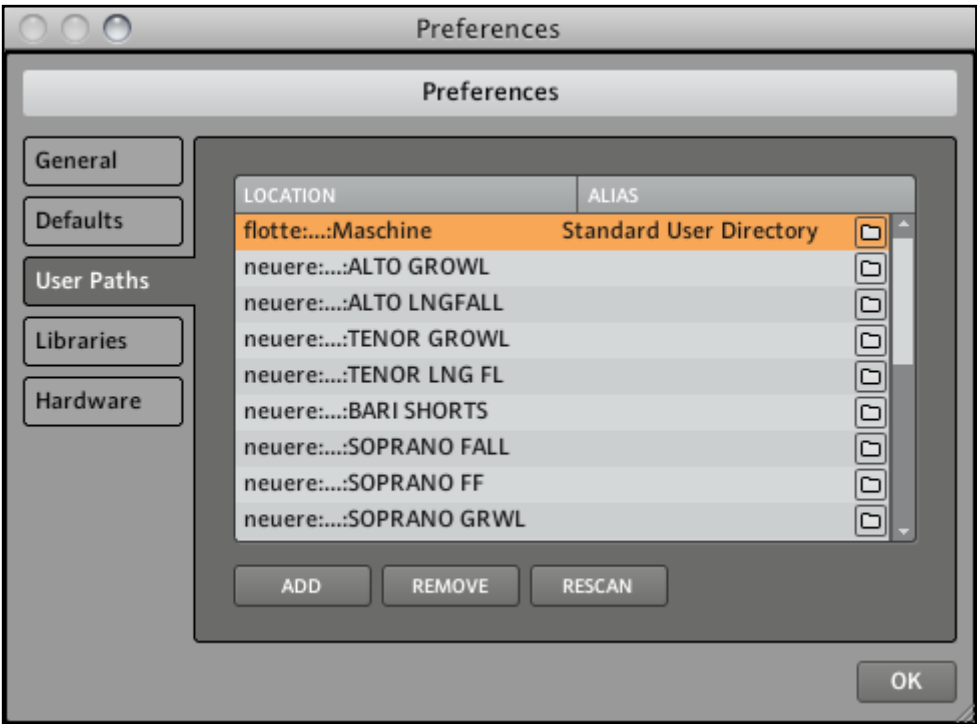 Preferences
Preferences
General
Defaults
User Paths
Libraries
Hardware
LOCATION ALIAS
flotte:...:Maschine Standard User Directory
neuere:...:ALTO GROWL
neuere:...:ALTO LNGFALL
neuere:...:TENOR GROWL
neuere:...:TENOR LNG FL
neuere:...:BARI SHORTS
neuere:...:SOPRANO FALL
neuere:...:SOPRANO FF
neuere:...:SOPRANO GRWL
ADD REMOVE RESCAN
OK